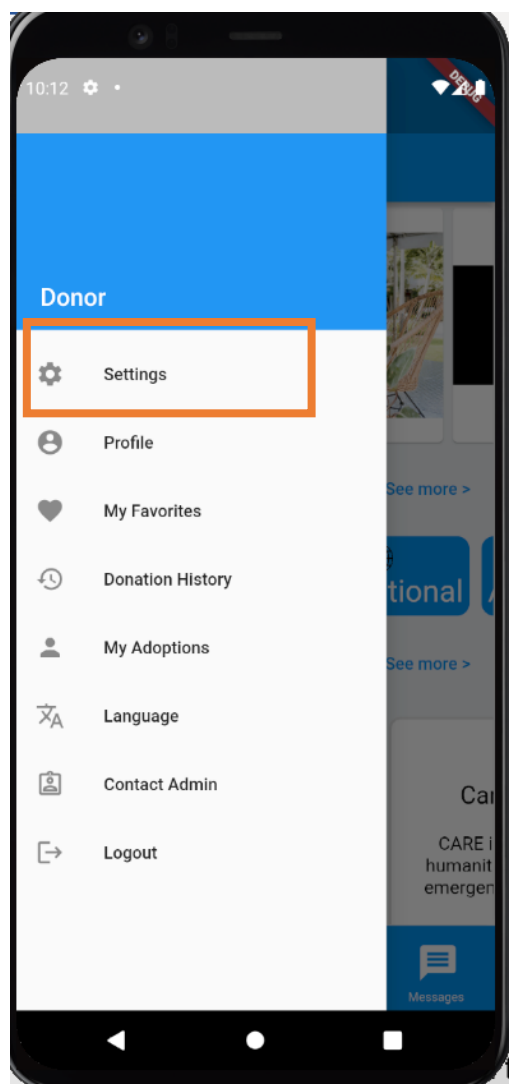 10:12
DEBUG
Donor
Settings
Profile
My Favorites
See more >
Donation History
tional
My Adoptions
See more >
Language
Contact Admin
Car
Logout
CARE i
humanit
emergen
Messages